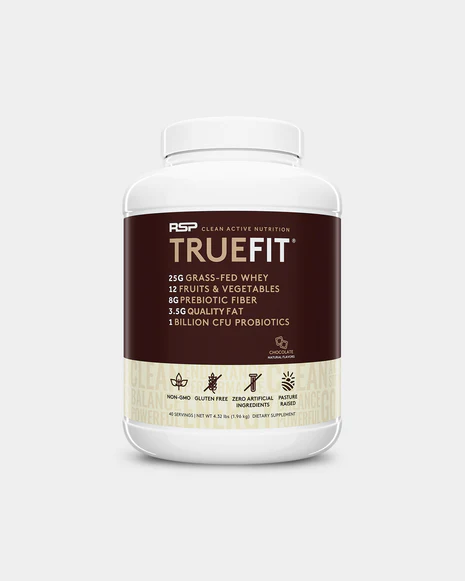 RSP CLEAN ACTIVE NUTRITION
TRUEFIT®
25G GRASS-FED WHEY
12 FRUITS & VEGETABLES
8G PREBIOTIC FIBER
3.5G QUALITY FAT
1 BILLION CFU PROBIOTICS
CHOCOLATE
NATURAL FLAVORS
NON-GMO
GLUTEN FREE
ZERO ARTIFICIAL
INGREDIENTS
PASTURE
RAISED
40 SERVINGS | NET WT 4.32 lbs (1.96 kg) DIETARY SUPPLEMENT